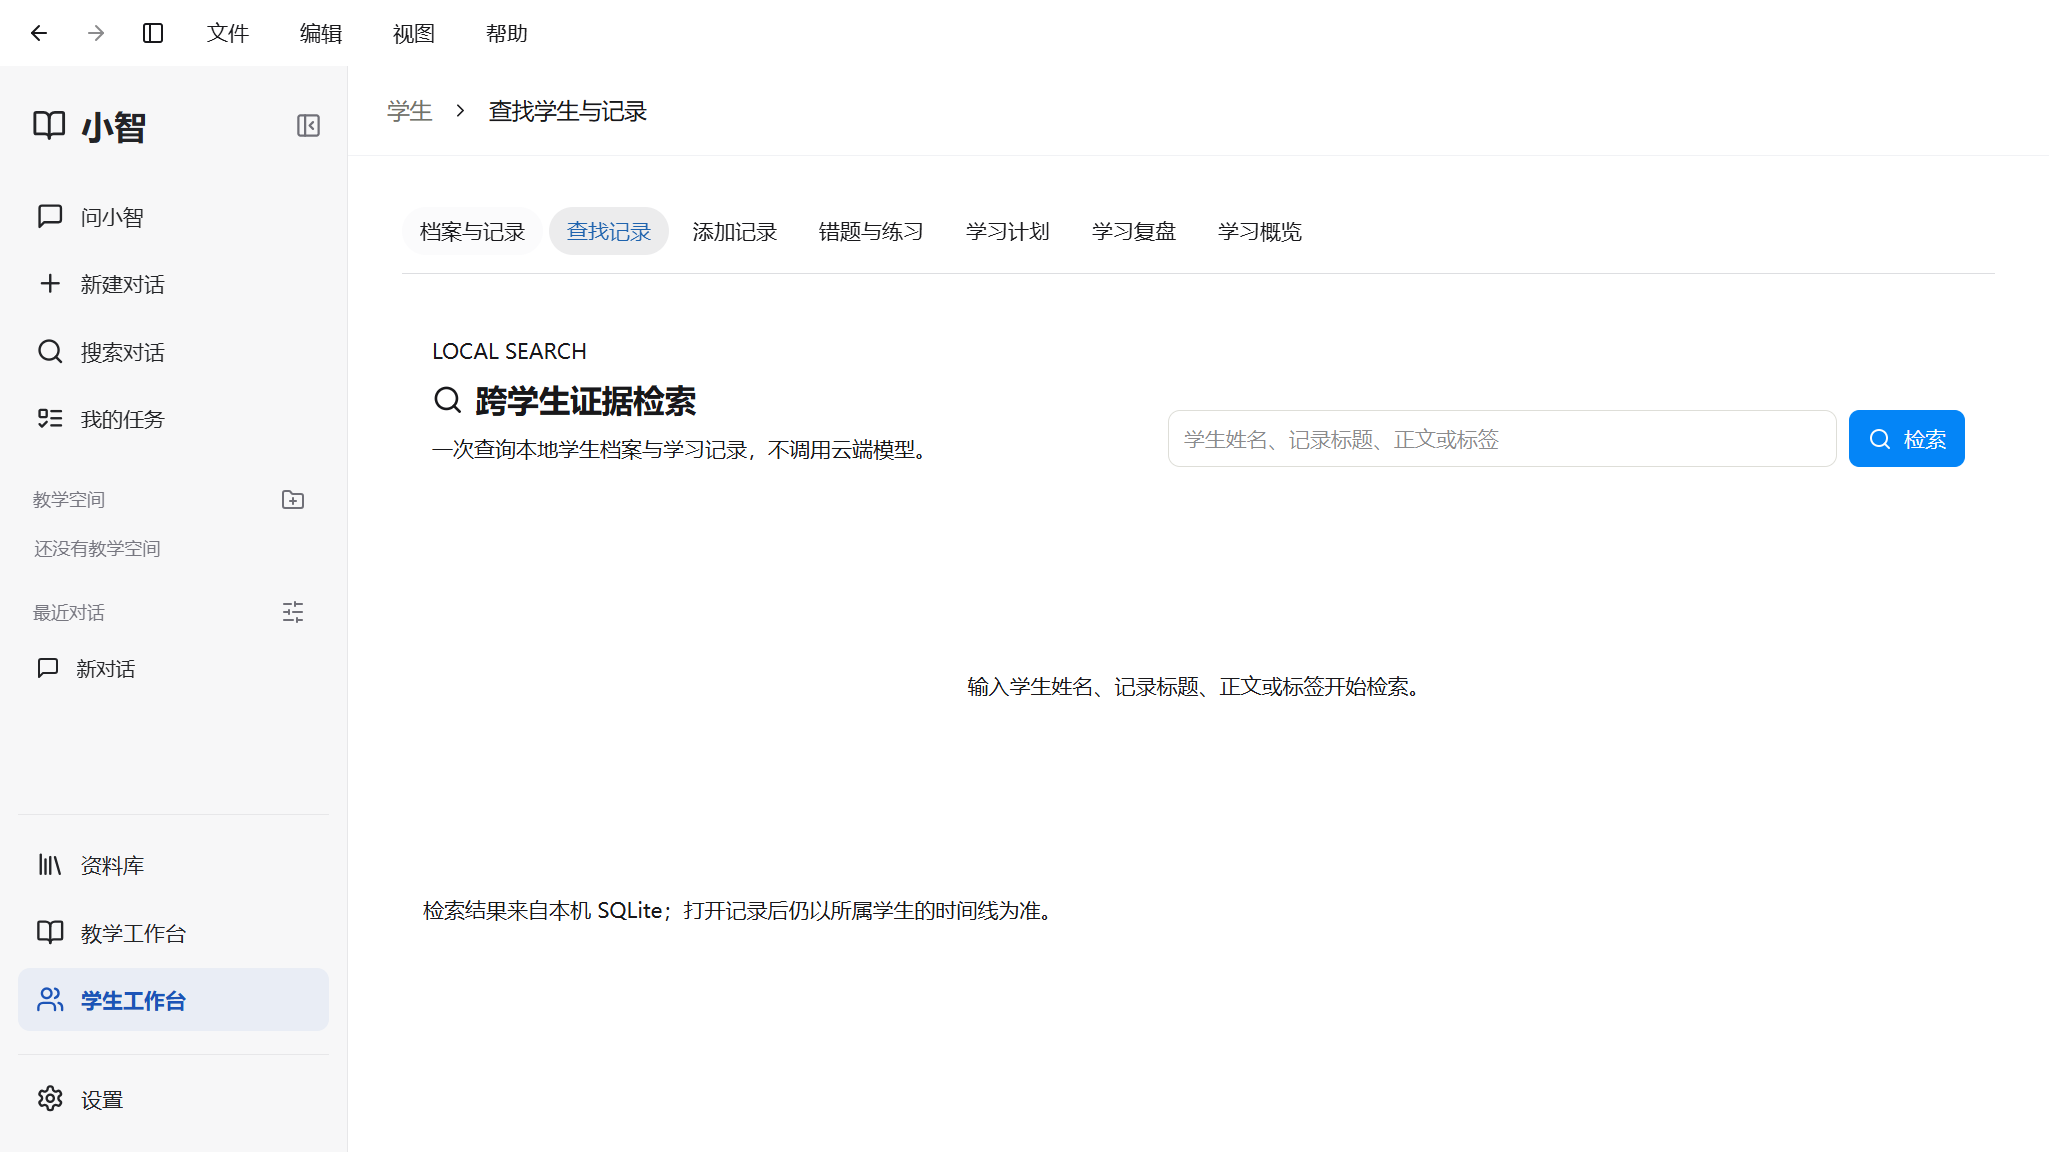 文件 编辑 视图 帮助
小智
问小智
新建对话
搜索对话
我的任务
教学空间
还没有教学空间
最近对话
新对话
资料库
教学工作台
学生工作台
设置
学生 > 查找学生与记录
档案与记录 查找记录 添加记录 错题与练习 学习计划 学习复盘 学习概览
LOCAL SEARCH
跨学生证据检索
一次查询本地学生档案与学习记录，不调用云端模型。
学生姓名、记录标题、正文或标签 检索
输入学生姓名、记录标题、正文或标签开始检索。
检索结果来自本机 SQLite；打开记录后仍以所属学生的时间线为准。